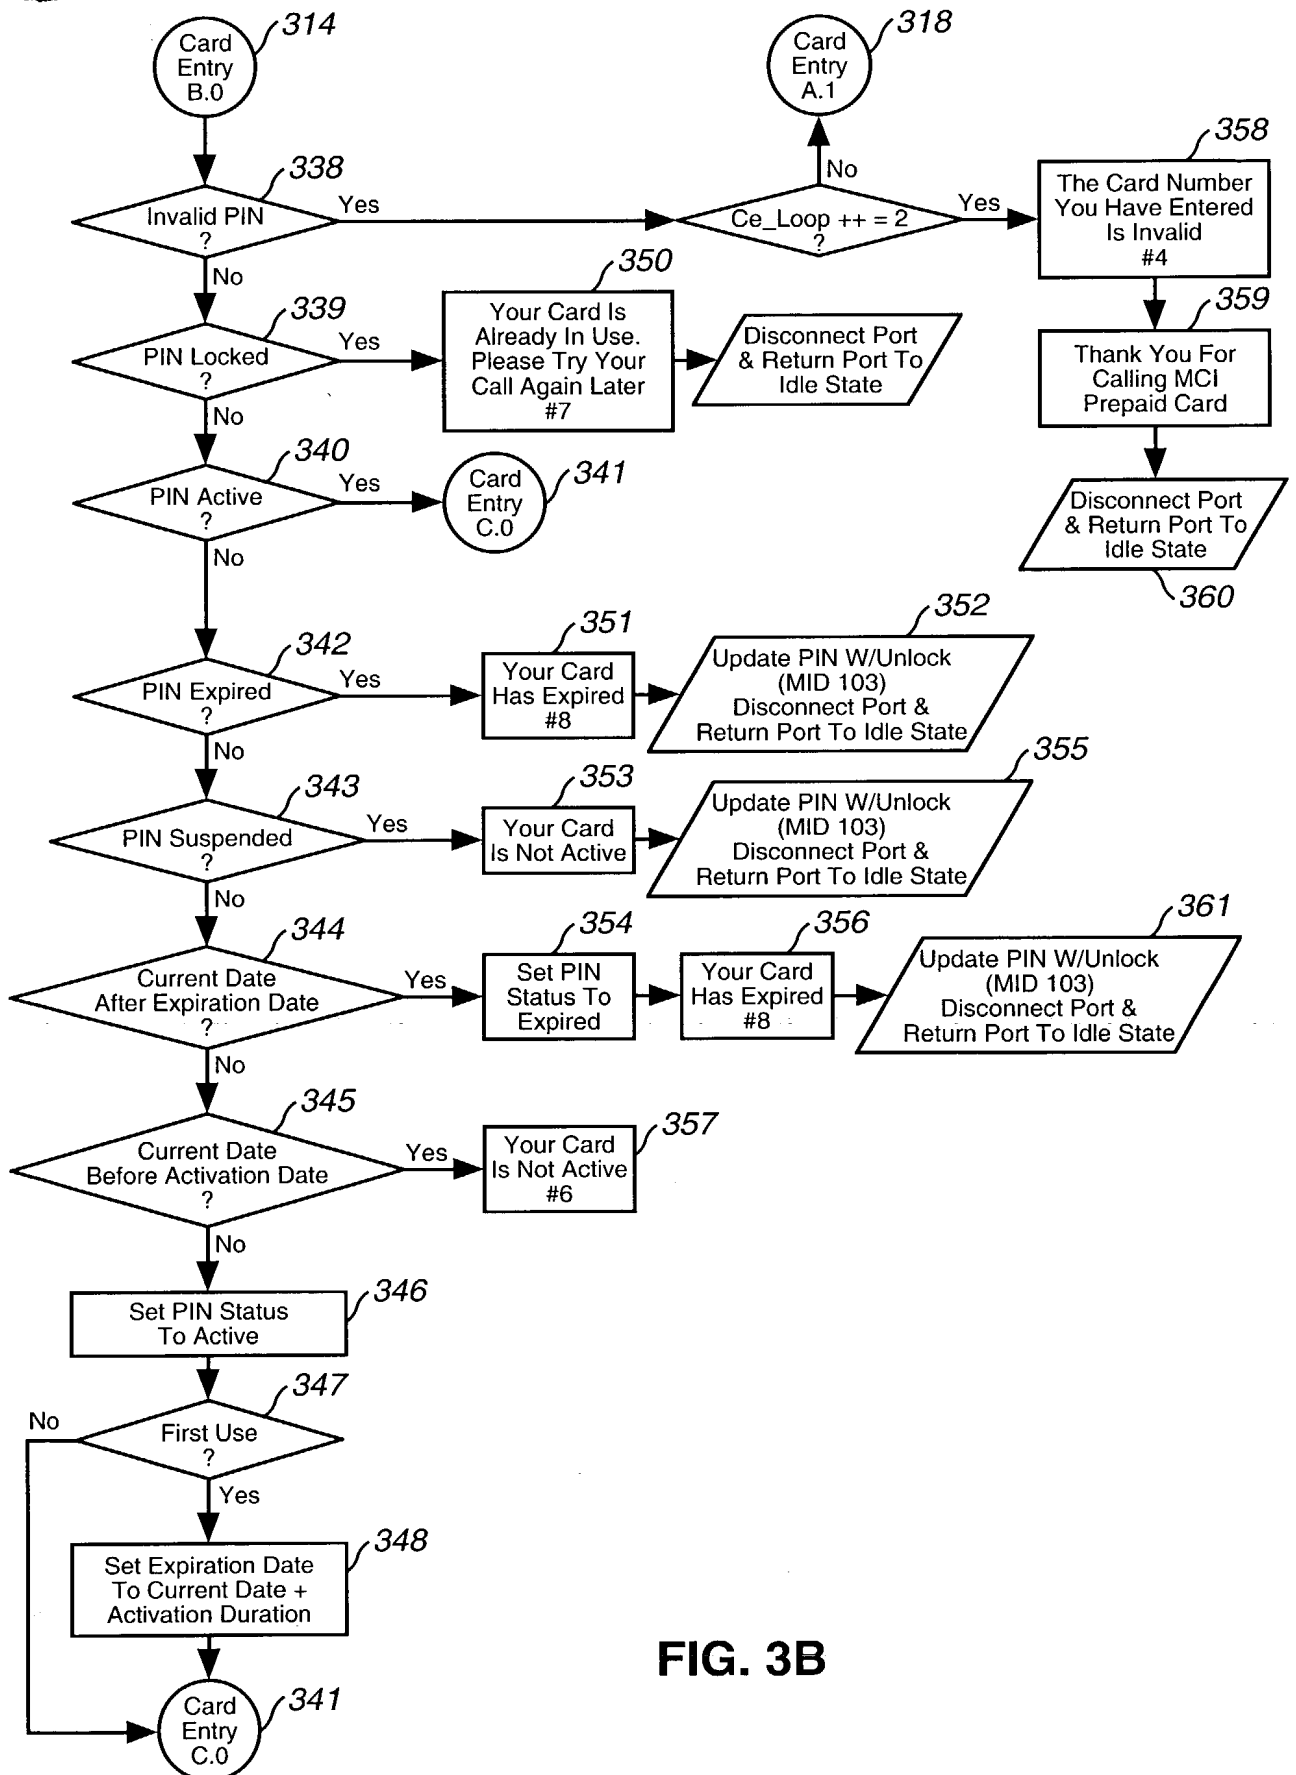 314
Card
Entry
B.0
318
Card
Entry
A.1
338
Invalid PIN
?
Yes
No
Ce_Loop ++ = 2
?
No
Yes
358
The Card Number
You Have Entered
Is Invalid
#4
359
Thank You For
Calling MCI
Prepaid Card
Disconnect Port
& Return Port To
Idle State
360
339
PIN Locked
?
Yes
No
350
Your Card Is
Already In Use.
Please Try Your
Call Again Later
#7
Disconnect Port
& Return Port To
Idle State
340
PIN Active
?
Yes
No
341
Card
Entry
C.0
342
PIN Expired
?
Yes
No
351
Your Card
Has Expired
#8
352
Update PIN W/Unlock
(MID 103)
Disconnect Port &
Return Port To Idle State
343
PIN Suspended
?
Yes
No
353
Your Card
Is Not Active
355
Update PIN W/Unlock
(MID 103)
Disconnect Port &
Return Port To Idle State
344
Current Date
After Expiration Date
?
Yes
No
354
Set PIN
Status To
Expired
356
Your Card
Has Expired
#8
361
Update PIN W/Unlock
(MID 103)
Disconnect Port &
Return Port To Idle State
345
Current Date
Before Activation Date
?
Yes
No
357
Your Card
Is Not Active
#6
346
Set PIN Status
To Active
347
First Use
?
No
Yes
348
Set Expiration Date
To Current Date +
Activation Duration
341
Card
Entry
C.0
FIG. 3B